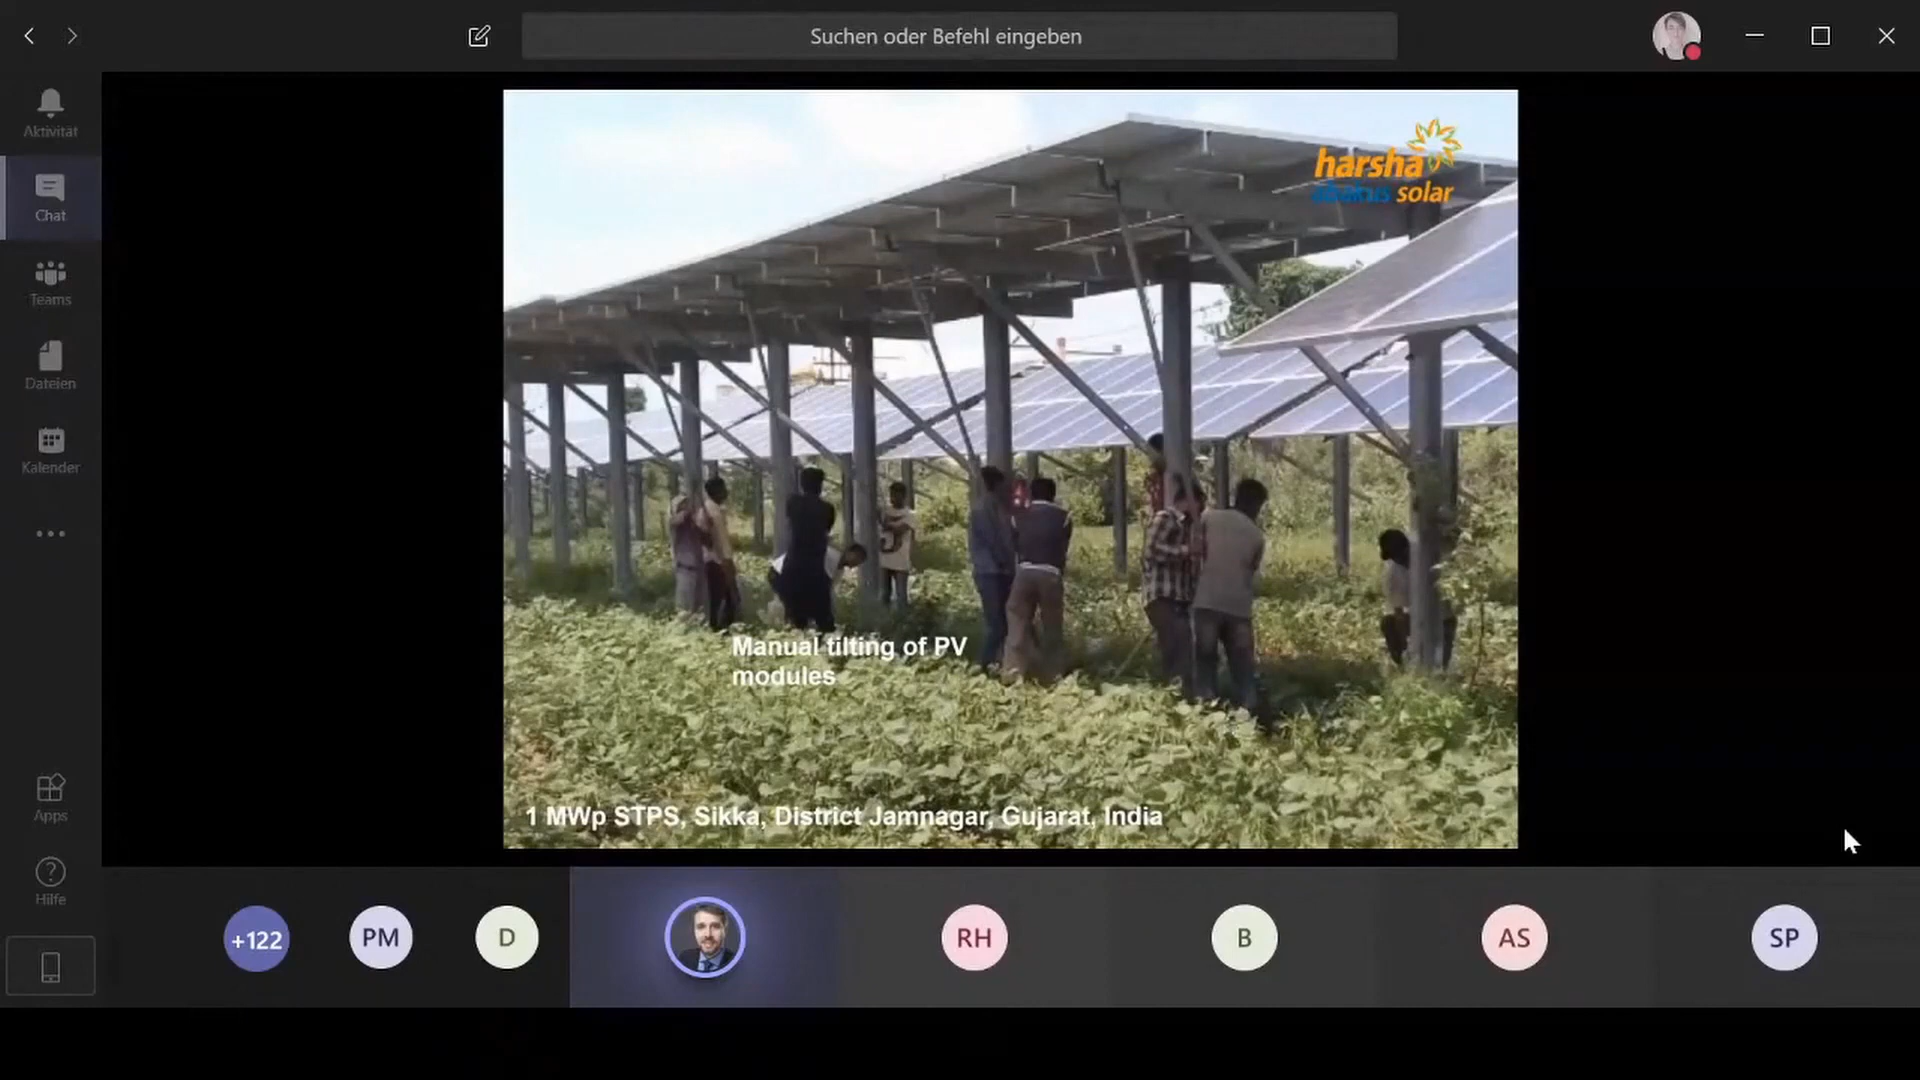 Suchen oder Befehl eingeben
Aktivität
Chat
Teams
Dateien
Kalender
Apps
Hilfe
harsha
abakus solar
Manual tilting of PV
modules
1 MWp STPS, Sikka, District Jamnagar, Gujarat, India
+122
PM
D
RH
B
AS
SP